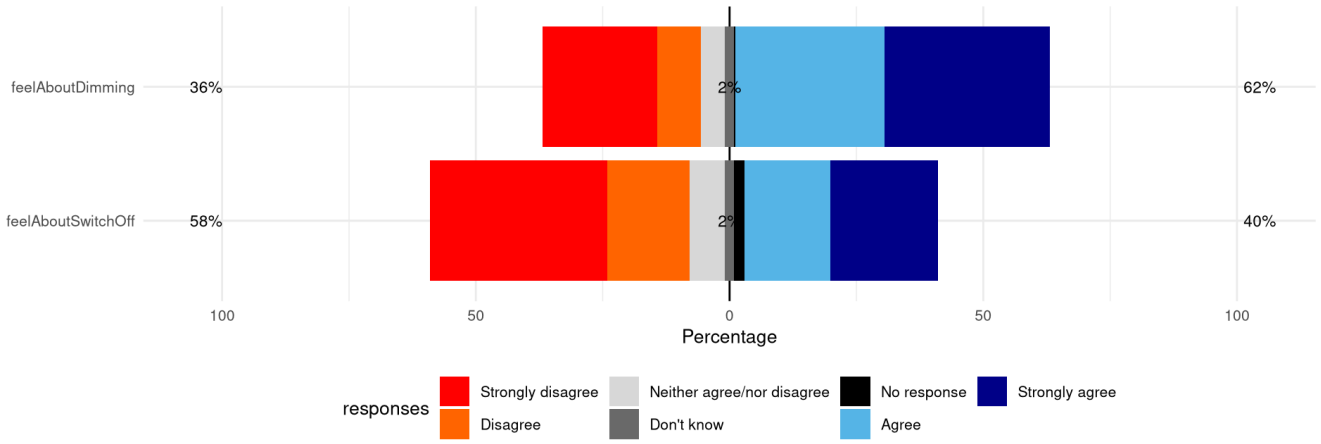 feelAboutDimming 36% 2% 62%
feelAboutSwitchOff 58% 2% 40%
100 50 0 50 100
Percentage
responses
Strongly disagree Neither agree/nor disagree No response Strongly agree
Disagree Don't know Agree